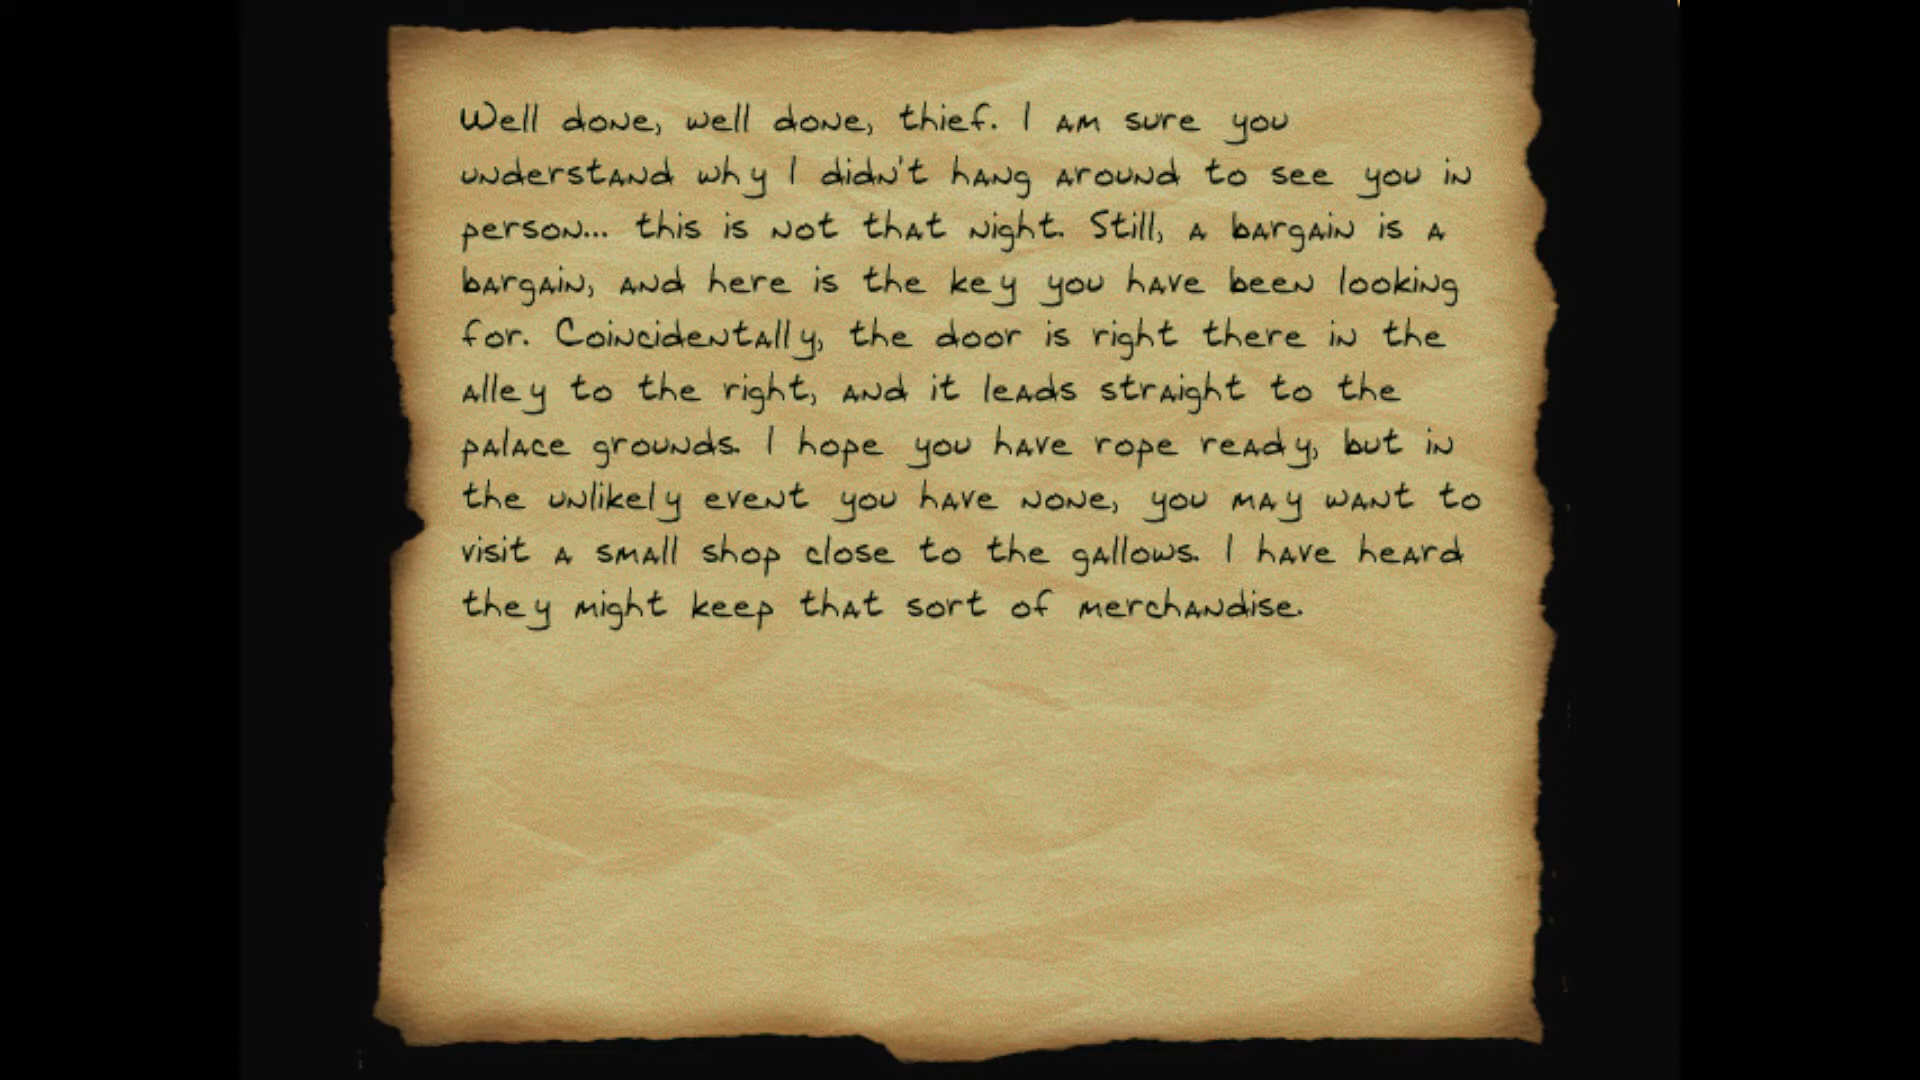 Well done, well done, thief. I am sure you
understand why I didn't hang around to see you in
person... this is not that night. Still, a bargain is a
bargain, and here is the key you have been looking
for. Coincidentally, the door is right there in the
alley to the right, and it leads straight to the
palace grounds. I hope you have rope ready, but in
the unlikely event you have none, you may want to
visit a small shop close to the gallows. I have heard
they might keep that sort of merchandise.